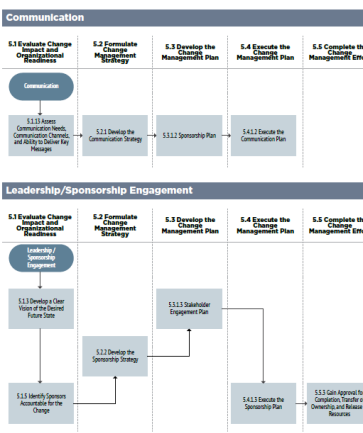 Communication
5.1 Evaluate Change
Impact and
Organizational
Readiness
5.2 Formulate
Change
Management
Strategy
5.3 Develop the
Change
Management Plan
5.4 Execute the
Change
Management Plan
5.5 Complete th
Change
Management Effo
Communication
5.1.13 Assess
Communication Needs,
Communication Channels,
and Ability to Deliver Key
Messages
5.2.1 Develop the
Communication Strategy
5.3.1.2 Sponsorship Plan
5.4.1.2 Execute the
Communication Plan
Leadership/Sponsorship Engagement
5.1 Evaluate Change
Impact and
Organizational
Readiness
5.2 Formulate
Change
Management
Strategy
5.3 Develop the
Change
Management Plan
5.4 Execute the
Change
Management Plan
5.5 Complete th
Change
Management Effo
Leadership /
Sponsorship
Engagement
5.1.3 Develop a Clear
Vision of the Desired
Future State
5.3.1.3 Stakeholder
Engagement Plan
5.2.2 Develop the
Sponsorship Strategy
5.1.5 Identify Sponsors
Accountable for the
Change
5.4.1.3 Execute the
Sponsorship Plan
5.5.3 Gain Approval fo
Completion, Transfer o
Ownership, and Release
Resources